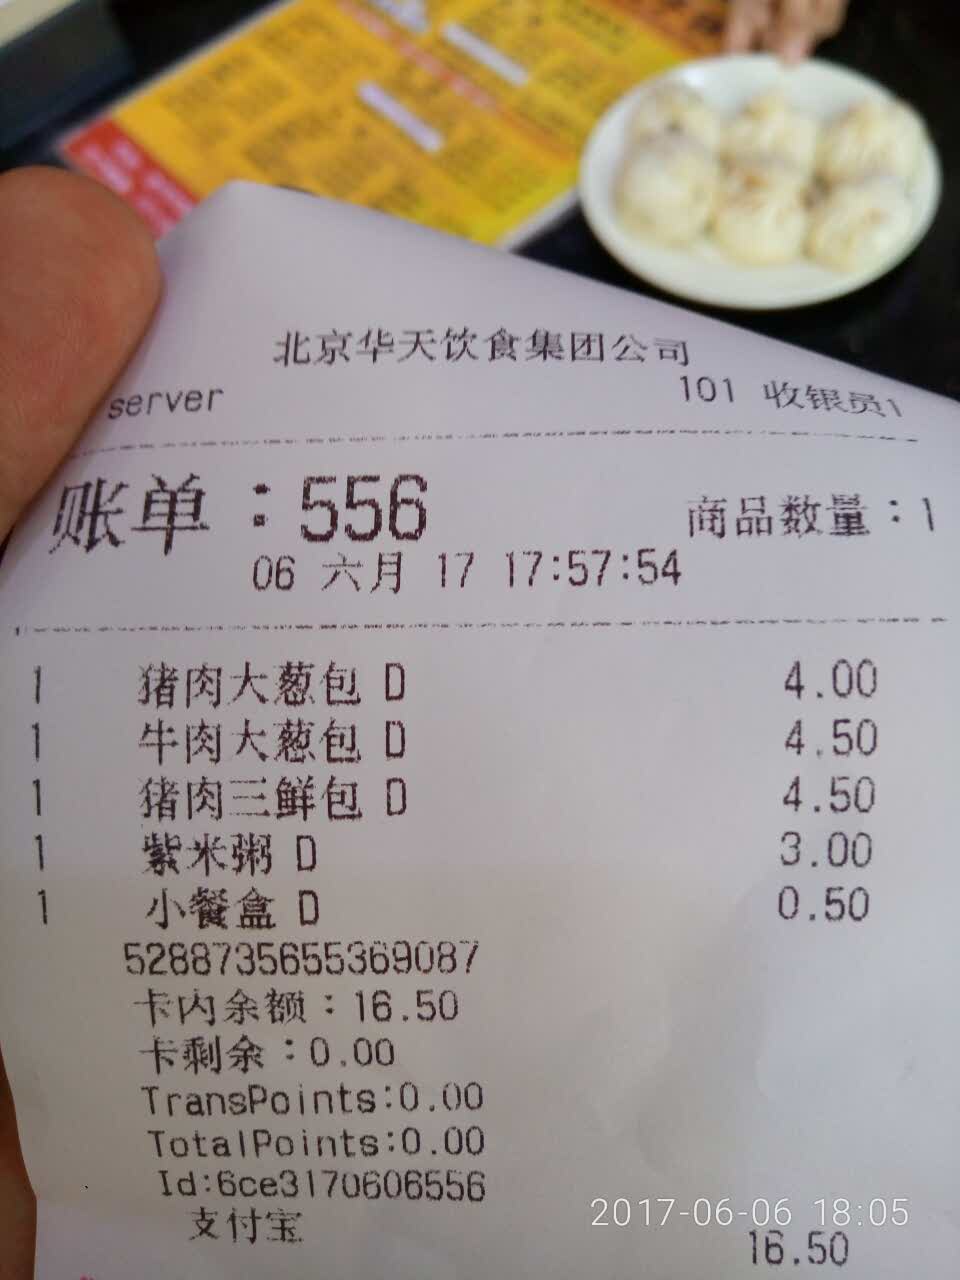 北京华天饮食集团公司
server 101 收银员1
账单：556 商品数量：1
06 六月 17 17:57:54
1 猪肉大葱包 D 4.00
1 牛肉大葱包 D 4.50
1 猪肉三鲜包 D 4.50
1 紫米粥 D 3.00
1 小餐盒 D 0.50
5288735655369087
卡内余额：16.50
卡剩余：0.00
TransPoints:0.00
TotalPoints:0.00
Id:6ce3170606556
支付宝 16.50
2017-06-06 18:05